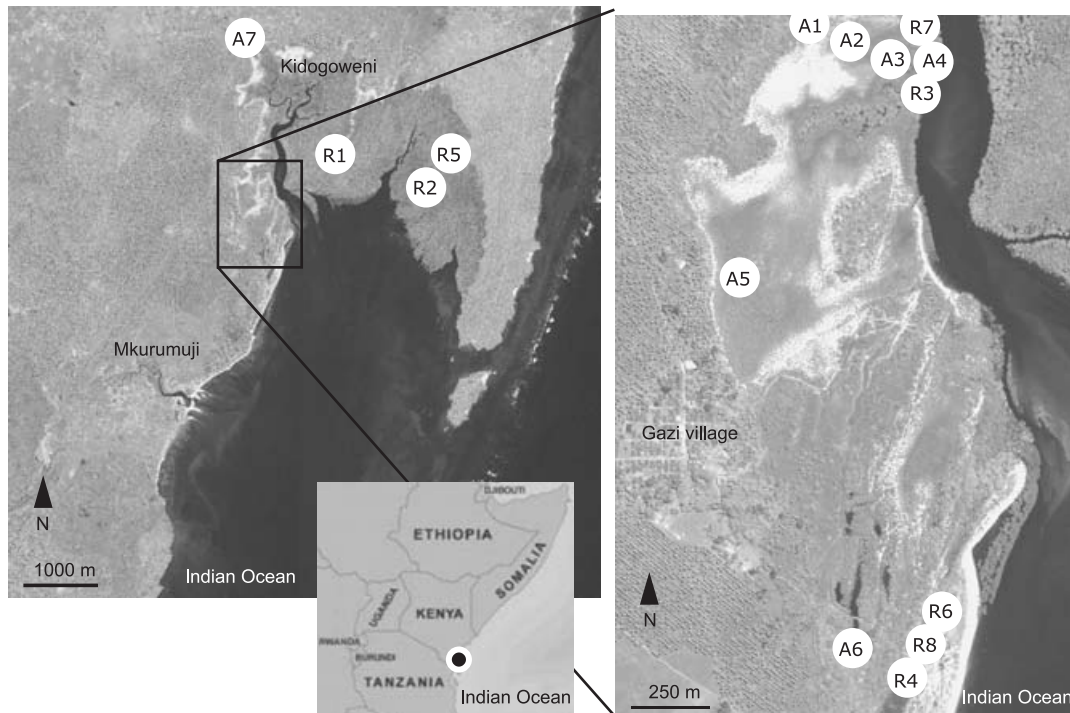 A7
Kidogoweni
R1
R5
R2
Mkurumuji
N
1000 m
Indian Ocean
DJIBOUTI
ETHIOPIA
SOMALIA
UGANDA
KENYA
RWANDA
BURUNDI
TANZANIA
Indian Ocean
A1
R7
A2
A3
A4
R3
A5
Gazi village
N
R6
R8
A6
R4
250 m
Indian Ocean